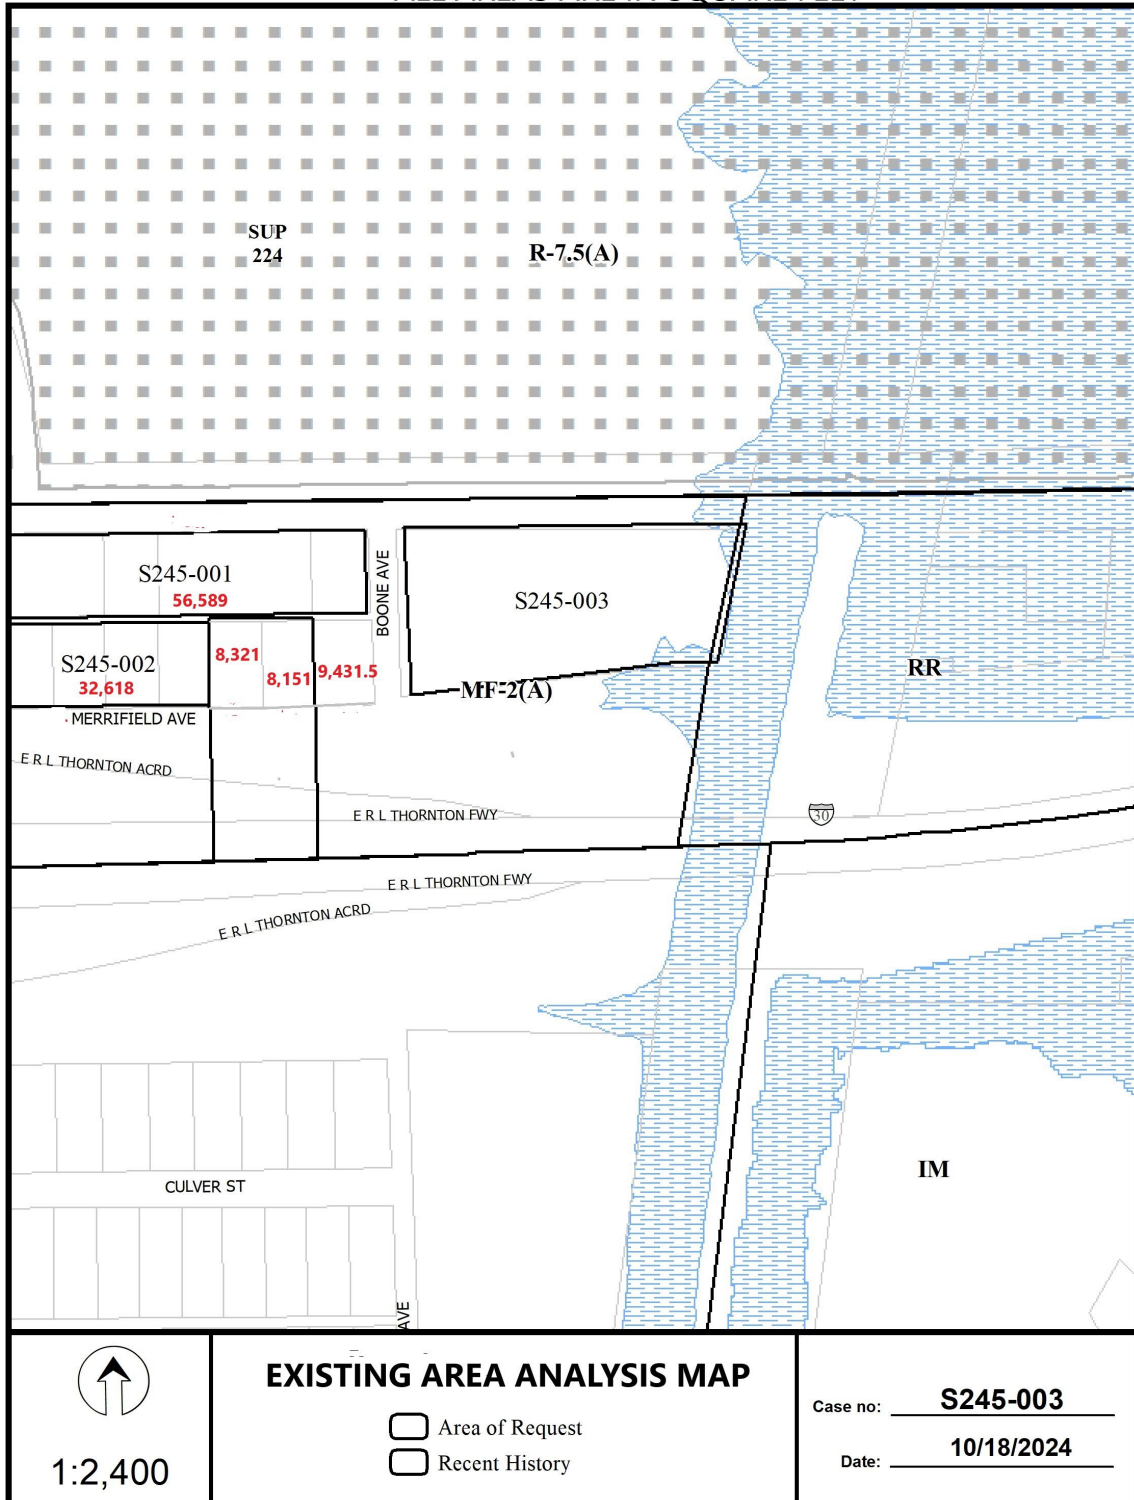 SUP
224
R-7.5(A)
S245-001
56,589
BOONE AVE
S245-003
S245-002
32,618
8,321
8,151
9,431.5
MF-2(A)
RR
MERRIFIELD AVE
E R L THORNTON ACRD
E R L THORNTON FWY
30
E R L THORNTON FWY
E R L THORNTON ACRD
CULVER ST
IM
AVE
1:2,400
EXISTING AREA ANALYSIS MAP
Area of Request
Recent History
Case no: S245-003
Date: 10/18/2024